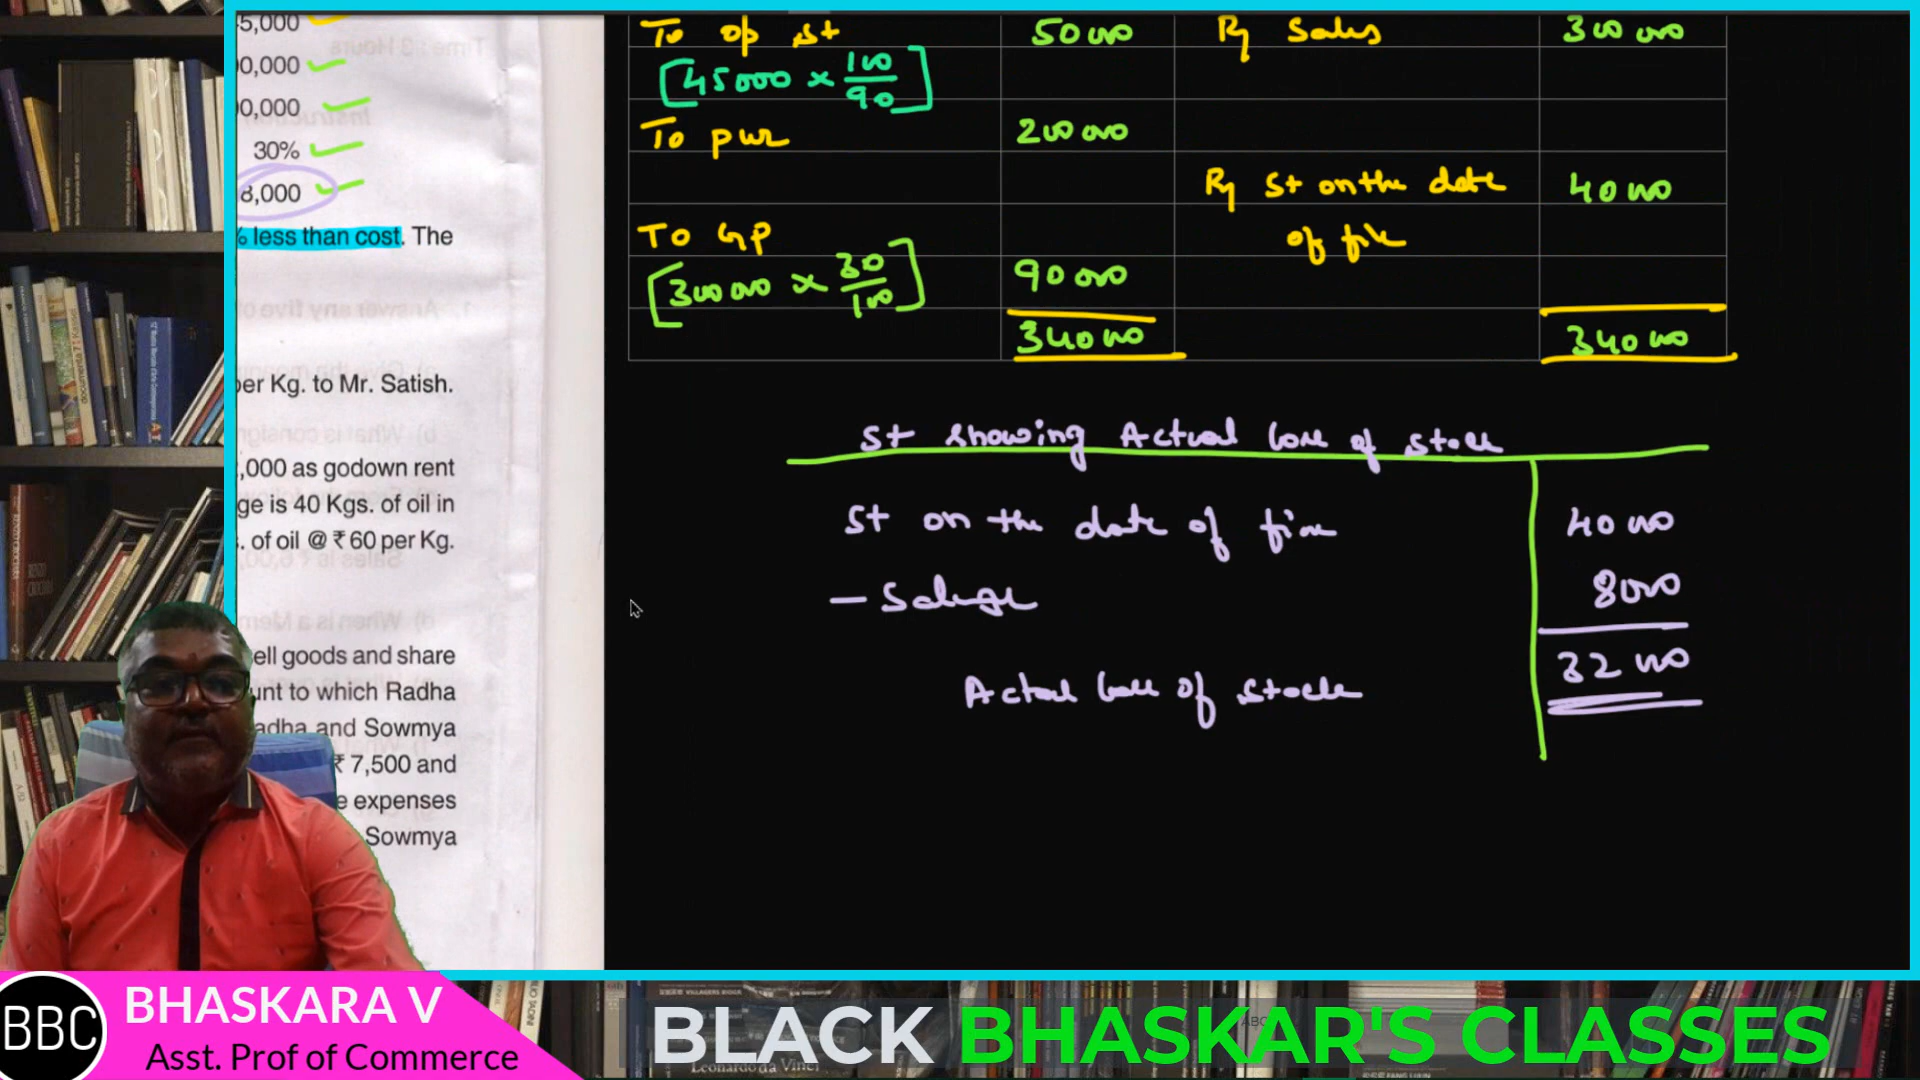 5,000
0,000
0,000
30%
8,000
% less than cost. The
per Kg. to Mr. Satish.
,000 as godown rent
ge is 40 Kgs. of oil in
. of oil @ ₹ 60 per Kg.
ell goods and share
unt to which Radha
adha and Sowmya
₹ 7,500 and
e expenses
Sowmya
To op st 50000 By Sales 300000
[45000 × 100/90]
To pur 200000
By St on the date 40000
of fire
To GP
[300000 × 30/100] 90000
340000 340000
St showing Actual loss of stock
St on the date of fire 40000
— Salvage 8000
Actual loss of stock 32000
BBC
BHASKARA V
Asst. Prof of Commerce
BLACK BHASKAR'S CLASSES
Leonardo da Vinci